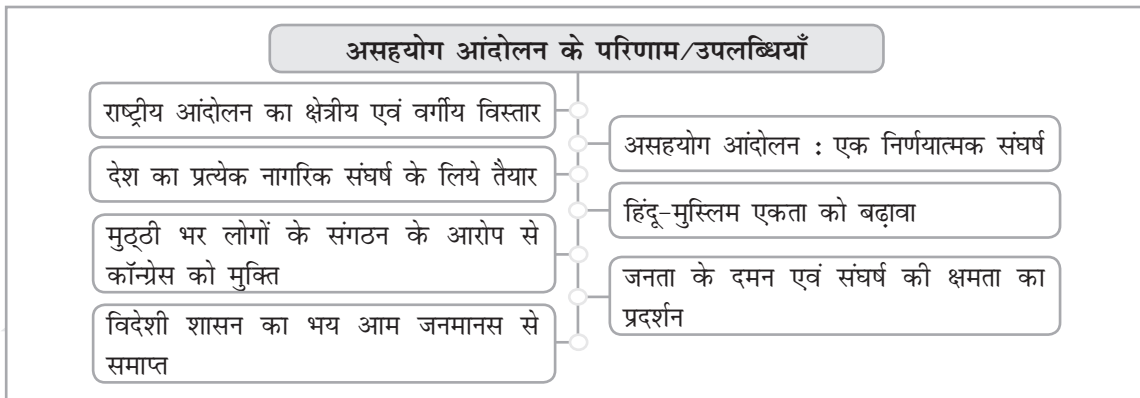 असहयोग आंदोलन के परिणाम/उपलब्धियाँ
राष्ट्रीय आंदोलन का क्षेत्रीय एवं वर्गीय विस्तार
असहयोग आंदोलन : एक निर्णयात्मक संघर्ष
देश का प्रत्येक नागरिक संघर्ष के लिये तैयार
हिंदू-मुस्लिम एकता को बढ़ावा
मुठ्ठी भर लोगों के संगठन के आरोप से
कॉन्ग्रेस को मुक्ति
जनता के दमन एवं संघर्ष की क्षमता का
प्रदर्शन
विदेशी शासन का भय आम जनमानस से
समाप्त